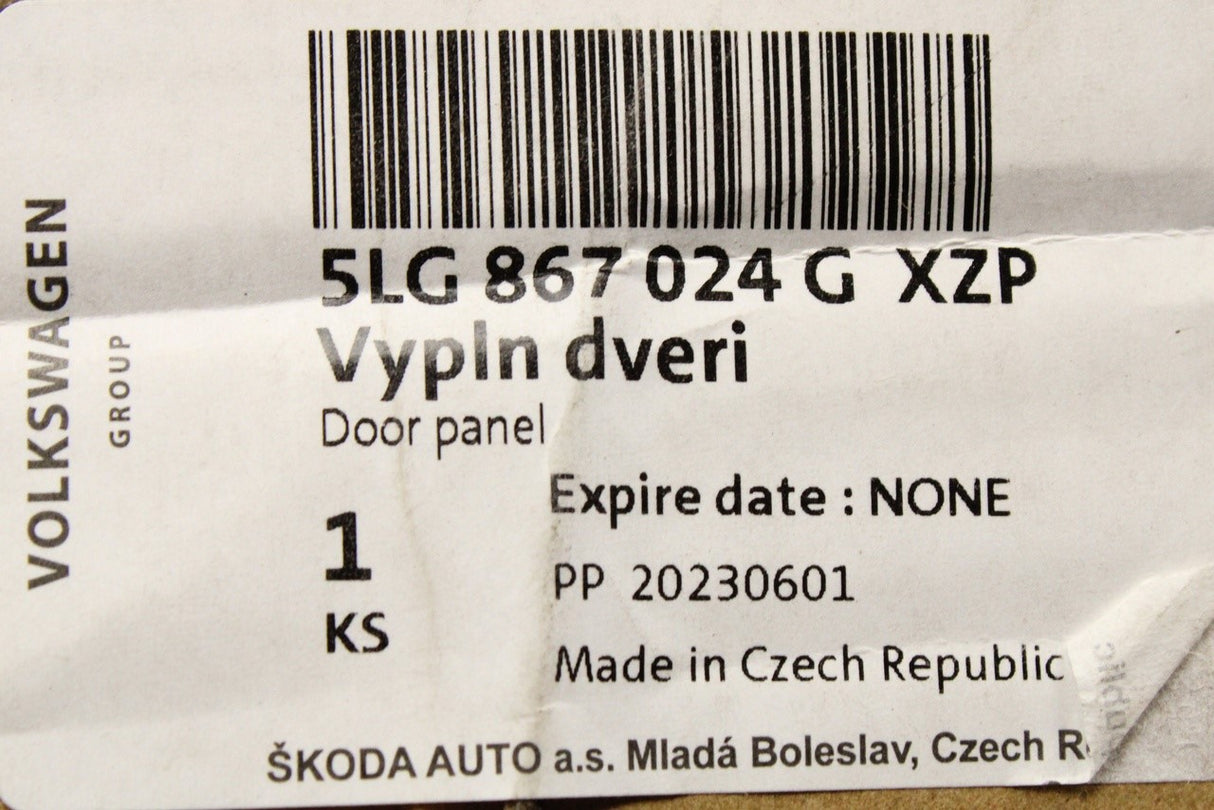 VOLKSWAGEN
GROUP
5LG 867 024 G XZP
Vypln dveri
Door panel
1
KS
Expire date : NONE
PP 20230601
Made in Czech Republic
ŠKODA AUTO a.s. Mladá Boleslav, Czech